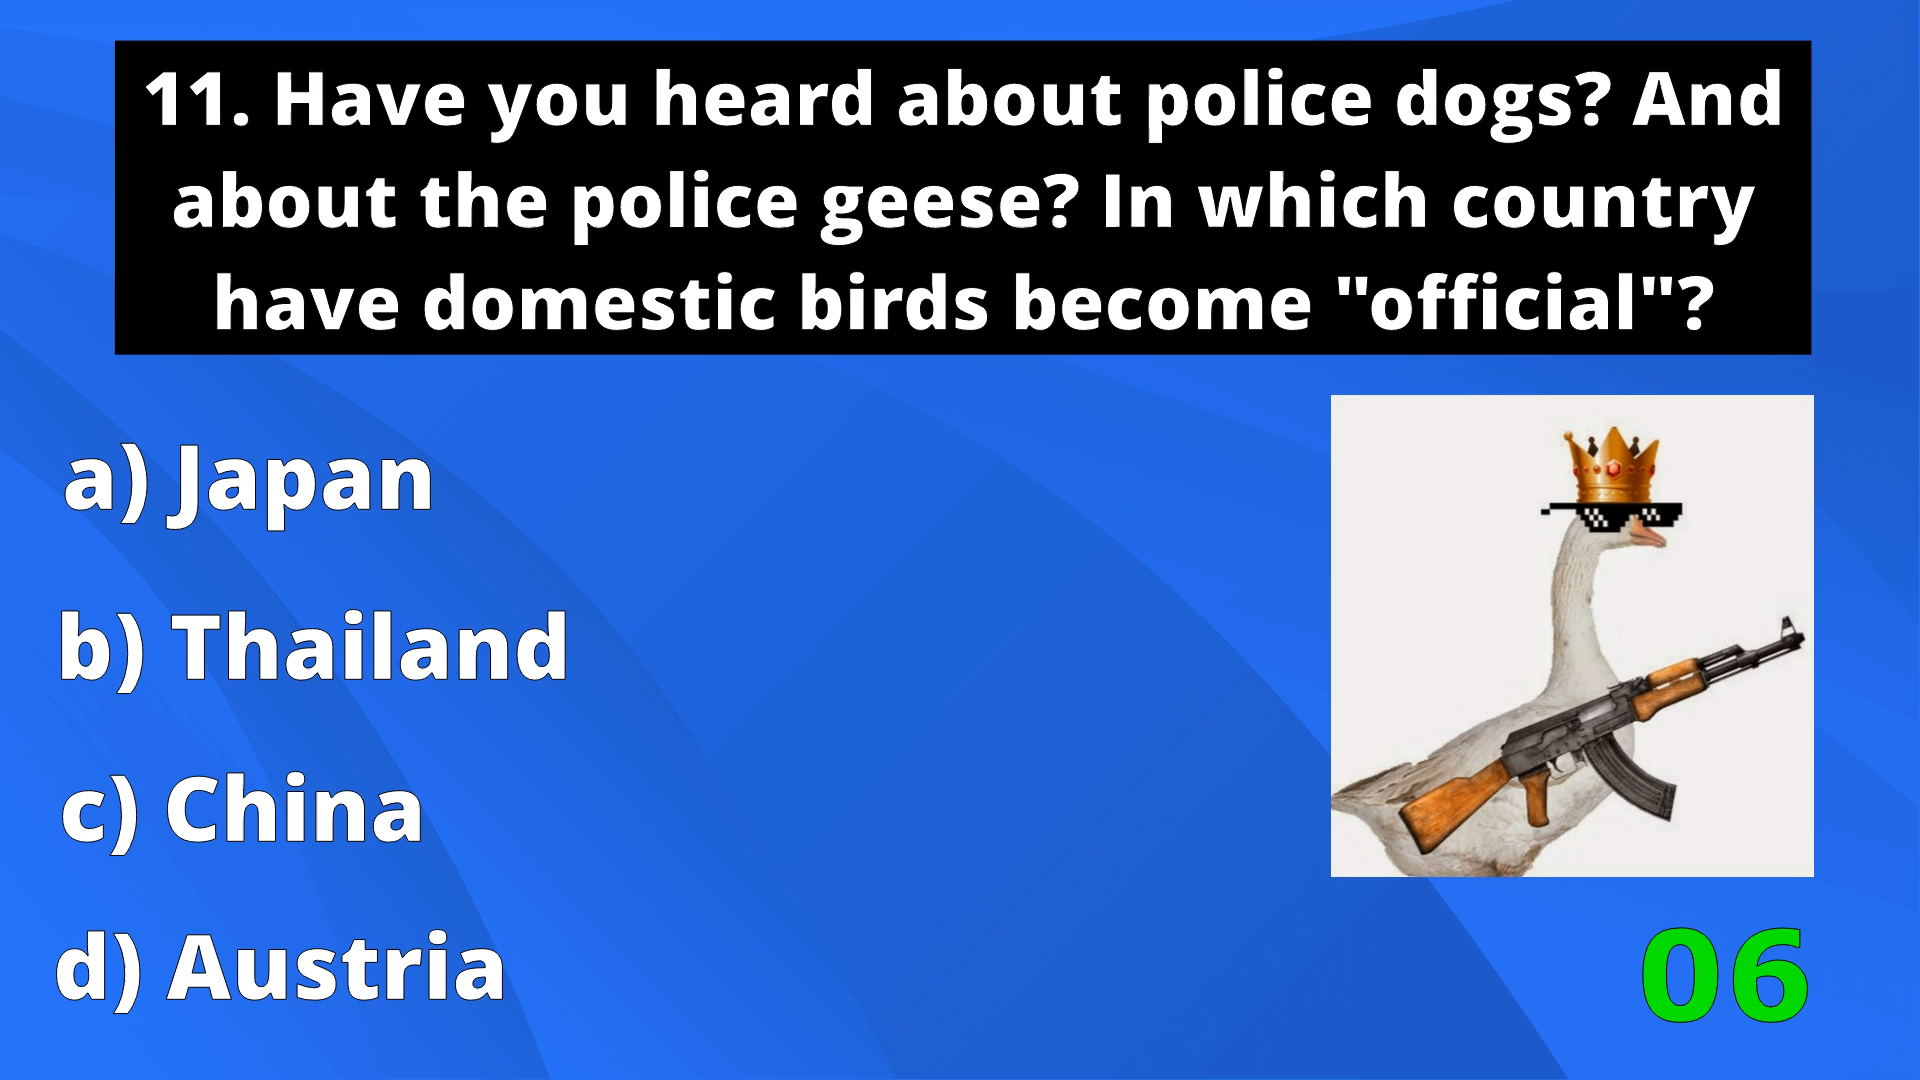 11. Have you heard about police dogs? And
about the police geese? In which country
have domestic birds become "official"?
a) Japan
b) Thailand
c) China
d) Austria
06